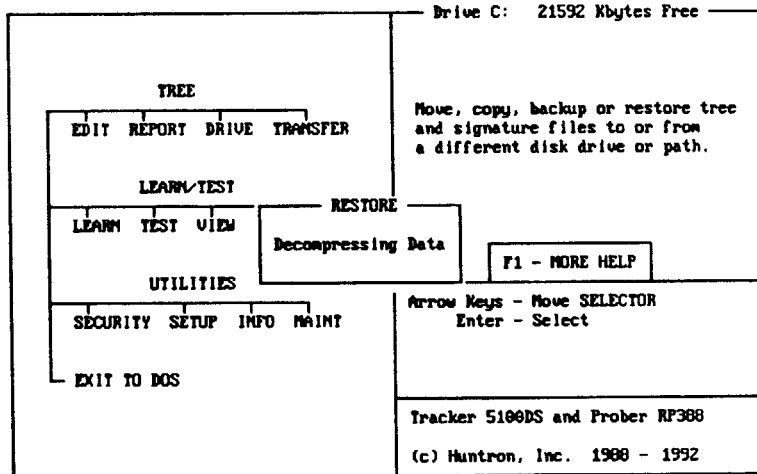 Drive C: 21592 Kbytes Free
TREE
EDIT REPORT DRIVE TRANSFER
Move, copy, backup or restore tree
and signature files to or from
a different disk drive or path.
LEARN/TEST
LEARN TEST VIEW
RESTORE
Decompressing Data
F1 - MORE HELP
UTILITIES
SECURITY SETUP INFO MAINT
Arrow Keys - Move SELECTOR
Enter - Select
EXIT TO DOS
Tracker 5100DS and Prober RP388
(c) Huntron, Inc. 1988 - 1992